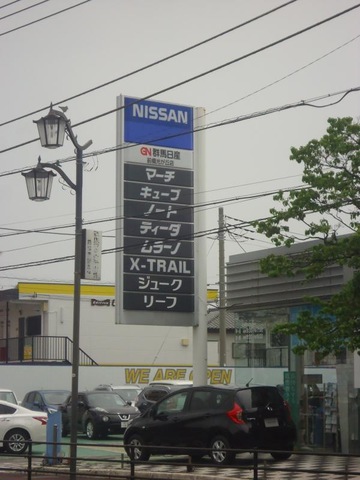 NISSAN
GN 群馬日産
マーチ
キューブ
ノート
ティーダ
ムラーノ
X-TRAIL
ジューク
リーフ
WE ARE OPEN